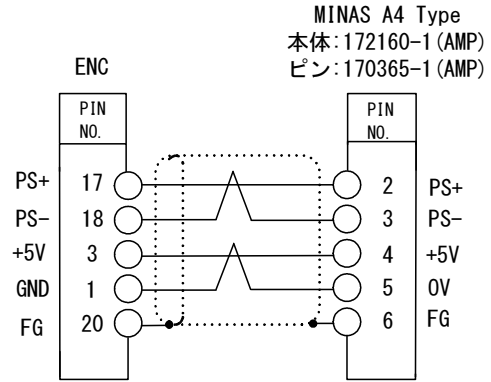 MINAS A4 Type
本体:172160-1(AMP)
ピン:170365-1(AMP)
ENC
PIN
NO.
PIN
NO.
PS+ 17 2 PS+
PS- 18 3 PS-
+5V 3 4 +5V
GND 1 5 0V
FG 20 6 FG